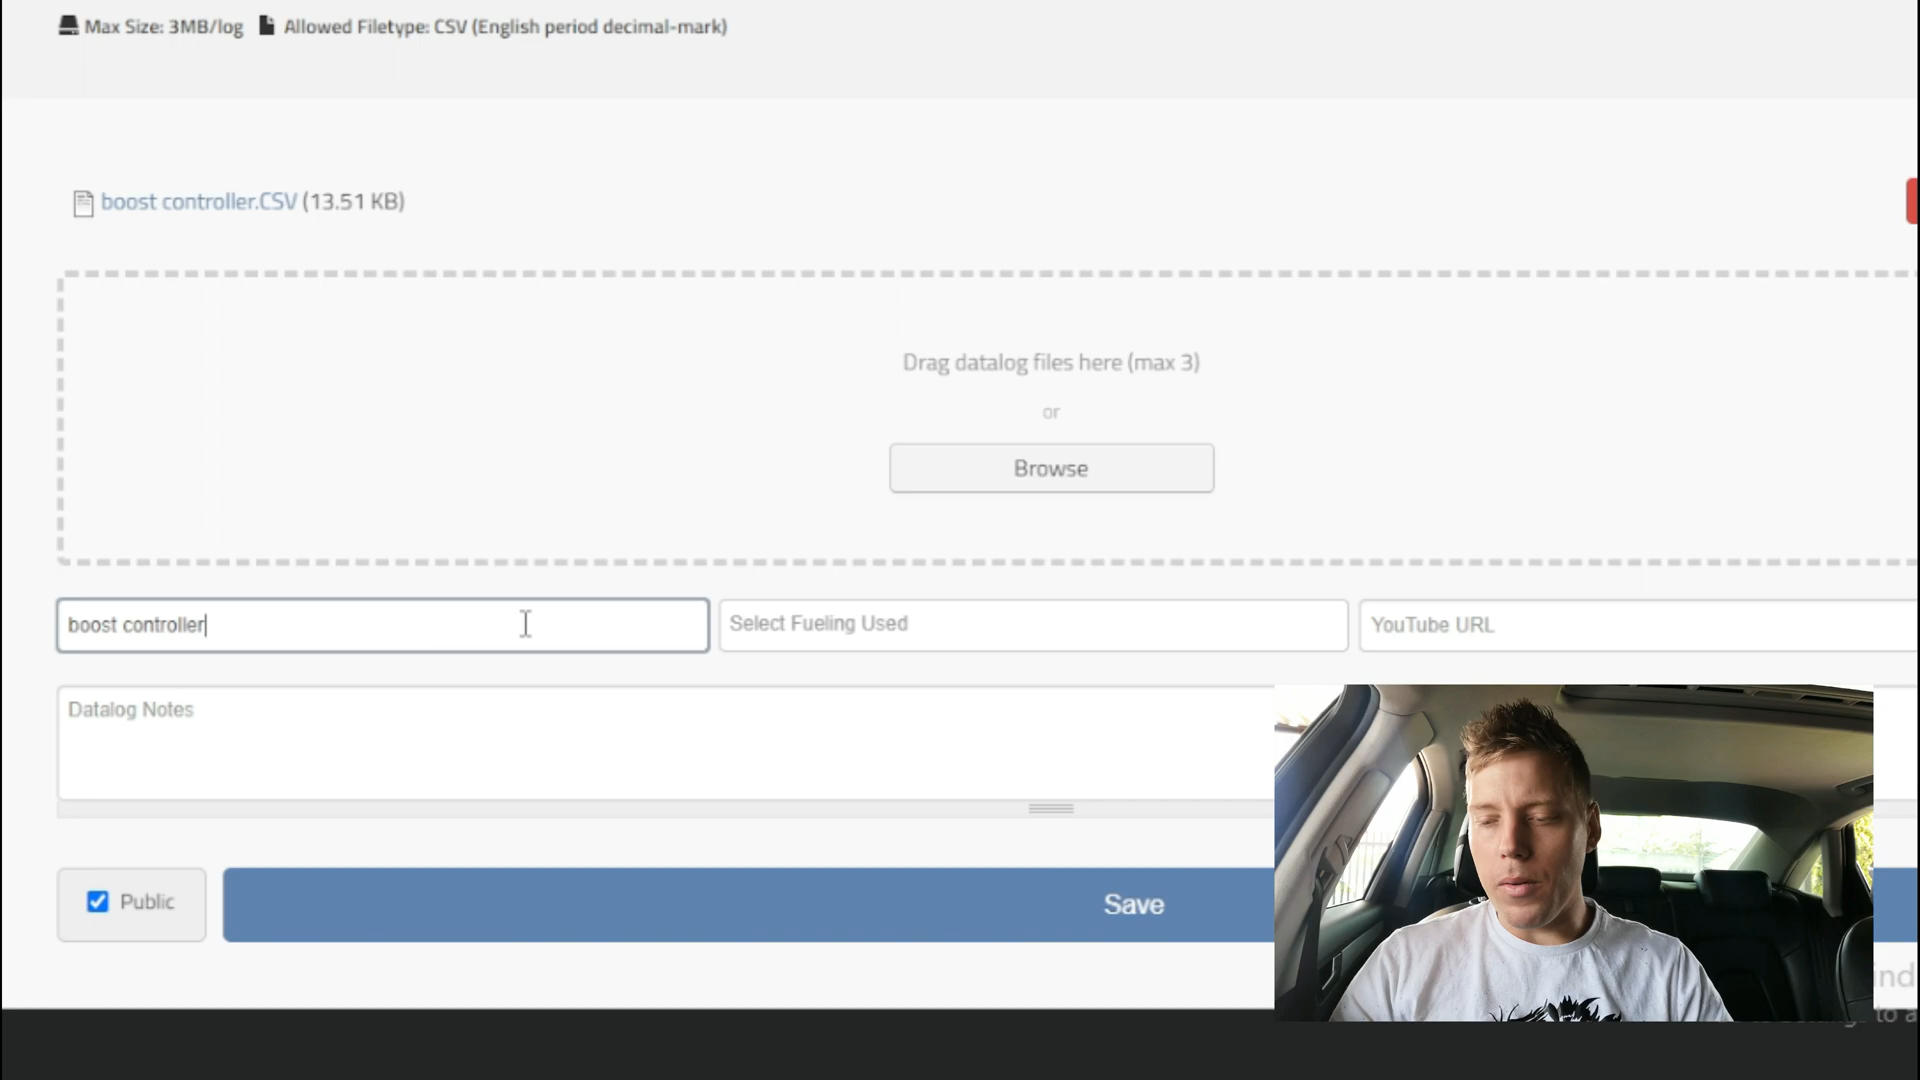 Max Size: 3MB/log Allowed Filetype: CSV (English period decimal-mark)
boost controller.CSV (13.51 KB)
Drag datalog files here (max 3)
or
Browse
boost controller Select Fueling Used YouTube URL
Datalog Notes
Public Save